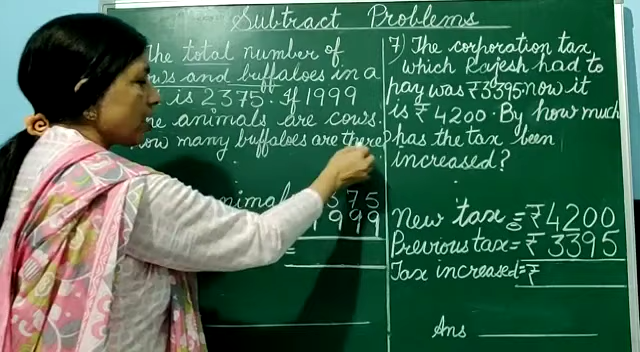 Subtract Problems
The total number of
cows and buffaloes in a
is 2375. If 1999
animals are cows.
how many buffaloes are there?
animals
375
1999
=
7) The corporation tax
which Rajesh had to
pay was ₹3395 now it
is ₹4200. By how much
has the tax been
increased?
New tax = ₹4200
Previous tax = ₹3395
Tax increased = ₹
Ans